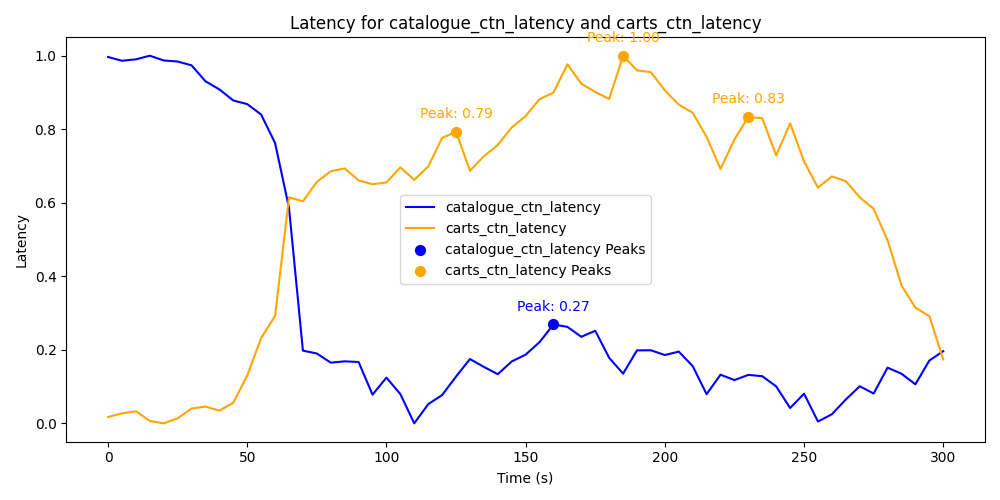 Latency for catalogue_ctn_latency and carts_ctn_latency
Peak: 1.00
Peak: 0.79
Peak: 0.83
Peak: 0.27
catalogue_ctn_latency
carts_ctn_latency
catalogue_ctn_latency Peaks
carts_ctn_latency Peaks
Latency
1.0
0.8
0.6
0.4
0.2
0.0
0 50 100 150 200 250 300
Time (s)